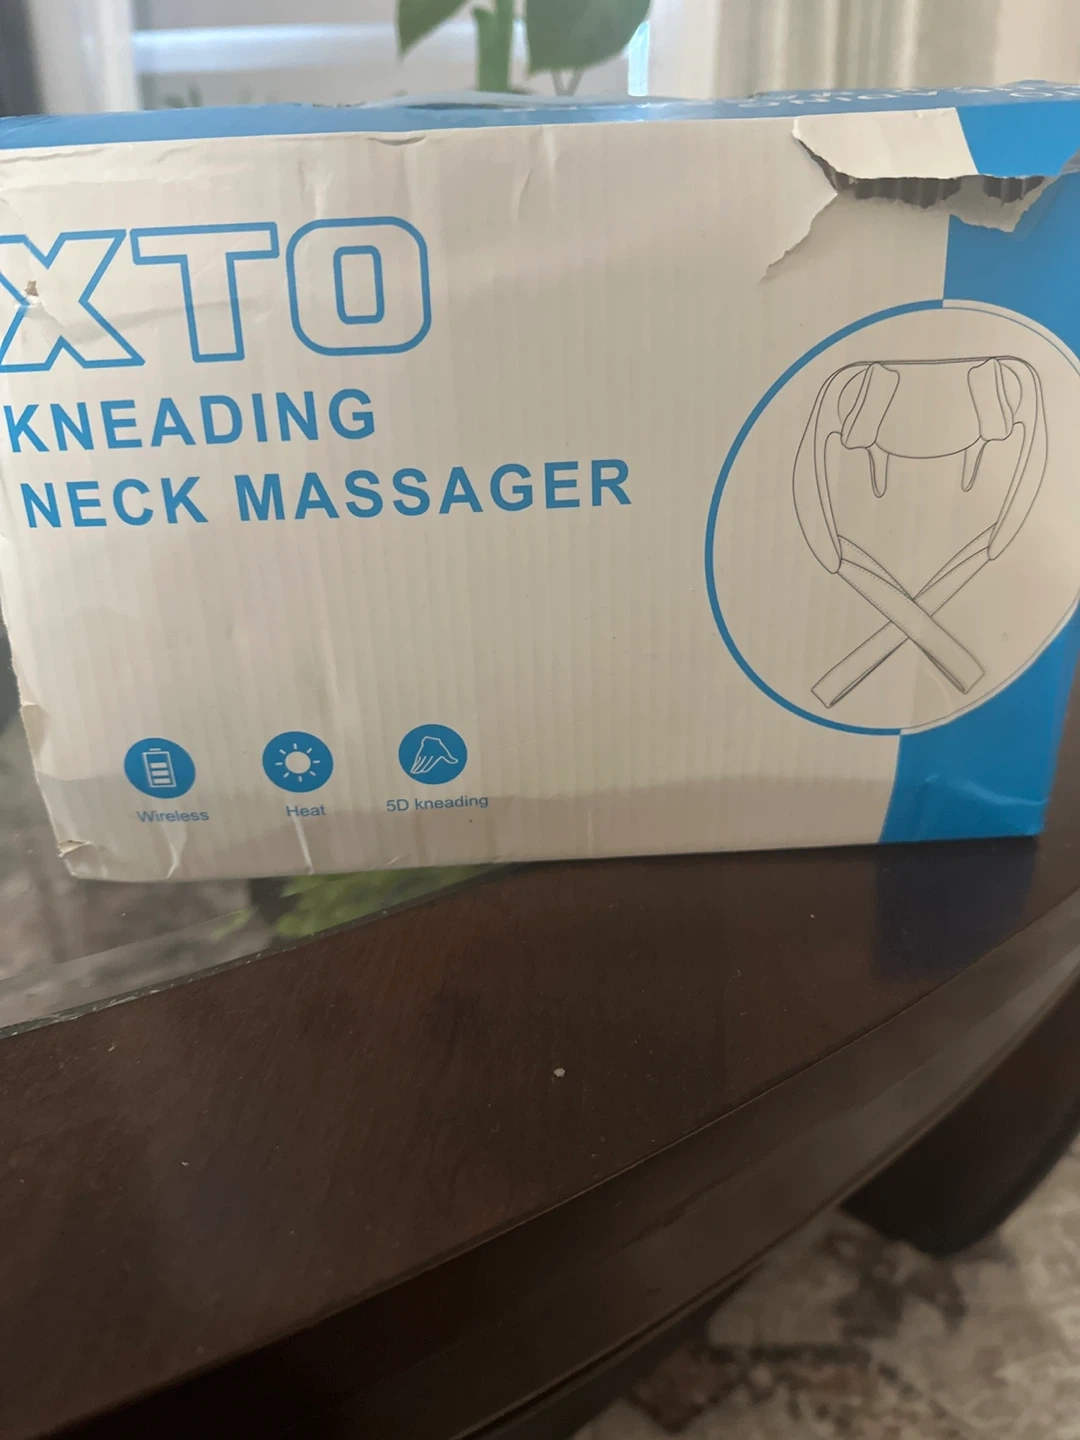 XTO
KNEADING
NECK MASSAGER
Wireless
Heat
5D kneading